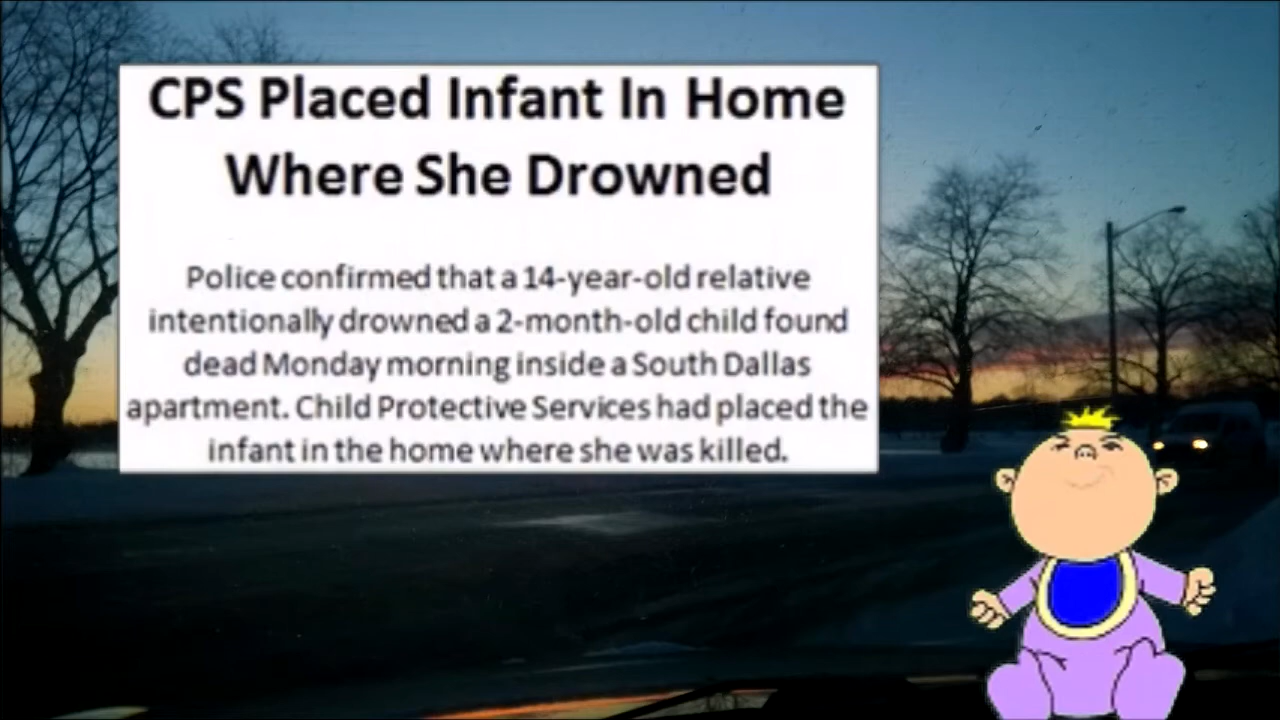 CPS Placed Infant In Home
Where She Drowned
Police confirmed that a 14-year-old relative
intentionally drowned a 2-month-old child found
dead Monday morning inside a South Dallas
apartment. Child Protective Services had placed the
infant in the home where she was killed.